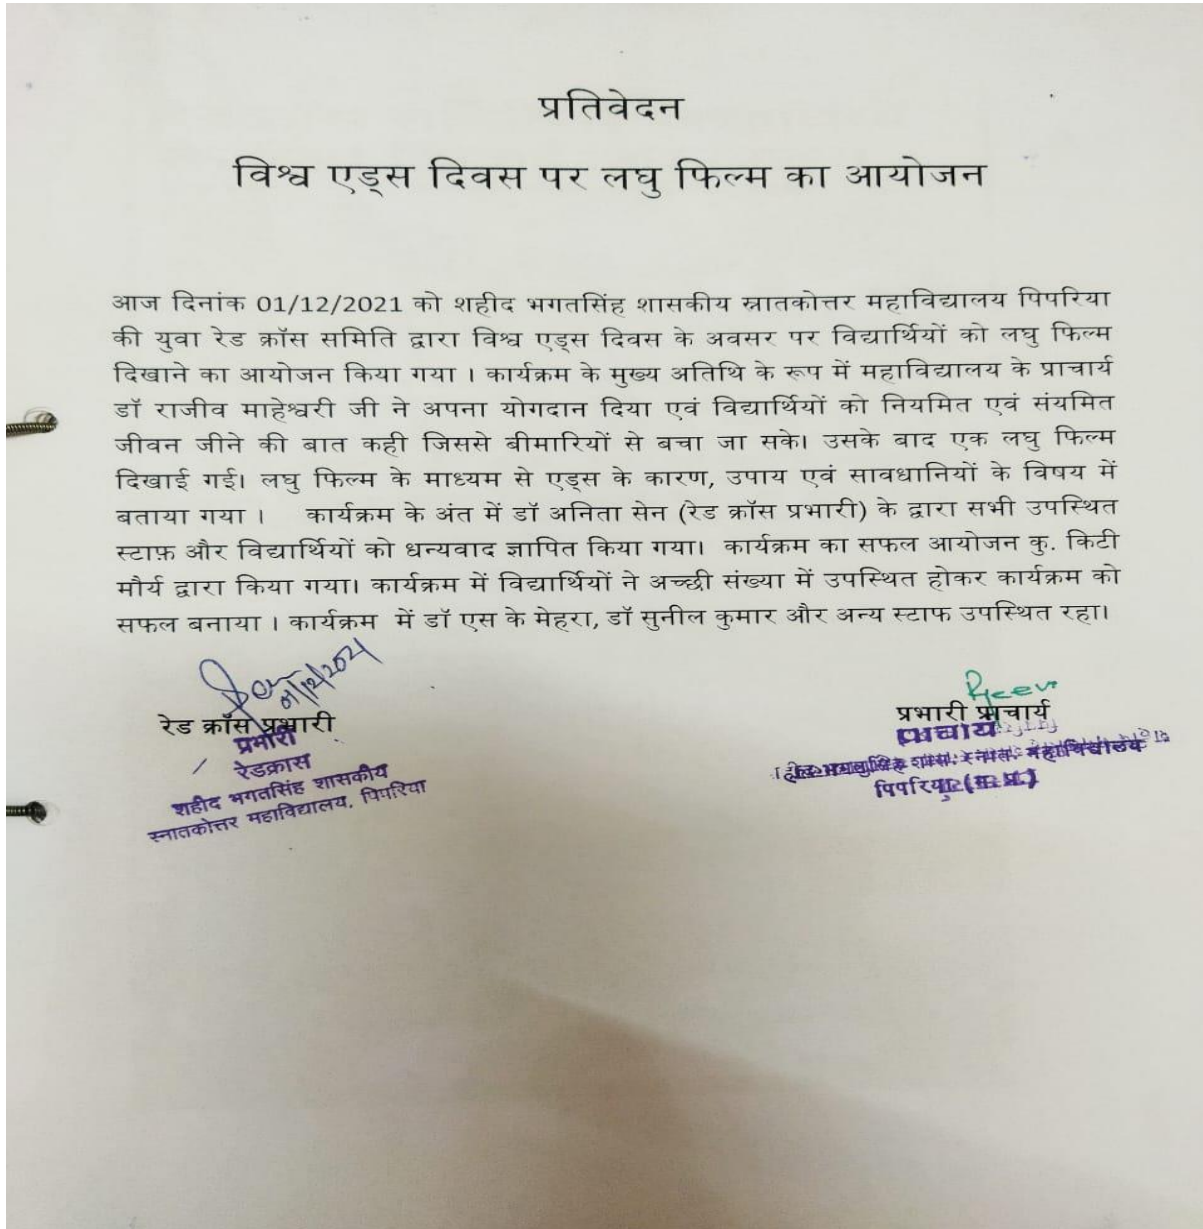 प्रतिवेदन
विश्व एड्स दिवस पर लघु फिल्म का आयोजन
आज दिनांक 01/12/2021 को शहीद भगतसिंह शासकीय स्नातकोत्तर महाविद्यालय पिपरिया
की युवा रेड क्रॉस समिति द्वारा विश्व एड्स दिवस के अवसर पर विद्यार्थियों को लघु फिल्म
दिखाने का आयोजन किया गया । कार्यक्रम के मुख्य अतिथि के रूप में महाविद्यालय के प्राचार्य
डॉ राजीव माहेश्वरी जी ने अपना योगदान दिया एवं विद्यार्थियों को नियमित एवं संयमित
जीवन जीने की बात कही जिससे बीमारियों से बचा जा सके। उसके बाद एक लघु फिल्म
दिखाई गई। लघु फिल्म के माध्यम से एड्स के कारण, उपाय एवं सावधानियों के विषय में
बताया गया । कार्यक्रम के अंत में डॉ अनिता सेन (रेड क्रॉस प्रभारी) के द्वारा सभी उपस्थित
स्टाफ़ और विद्यार्थियों को धन्यवाद ज्ञापित किया गया। कार्यक्रम का सफल आयोजन कु. किटी
मौर्य द्वारा किया गया। कार्यक्रम में विद्यार्थियों ने अच्छी संख्या में उपस्थित होकर कार्यक्रम को
सफल बनाया । कार्यक्रम में डॉ एस के मेहरा, डॉ सुनील कुमार और अन्य स्टाफ उपस्थित रहा।
01/12/2021
रेड क्रॉस प्रभारी
प्रभारी
रेडक्रास
शहीद भगतसिंह शासकीय
स्नातकोत्तर महाविद्यालय, पिपरिया
प्रभारी प्राचार्य
प्राचार्य
महाविद्यालय
पिपरिया